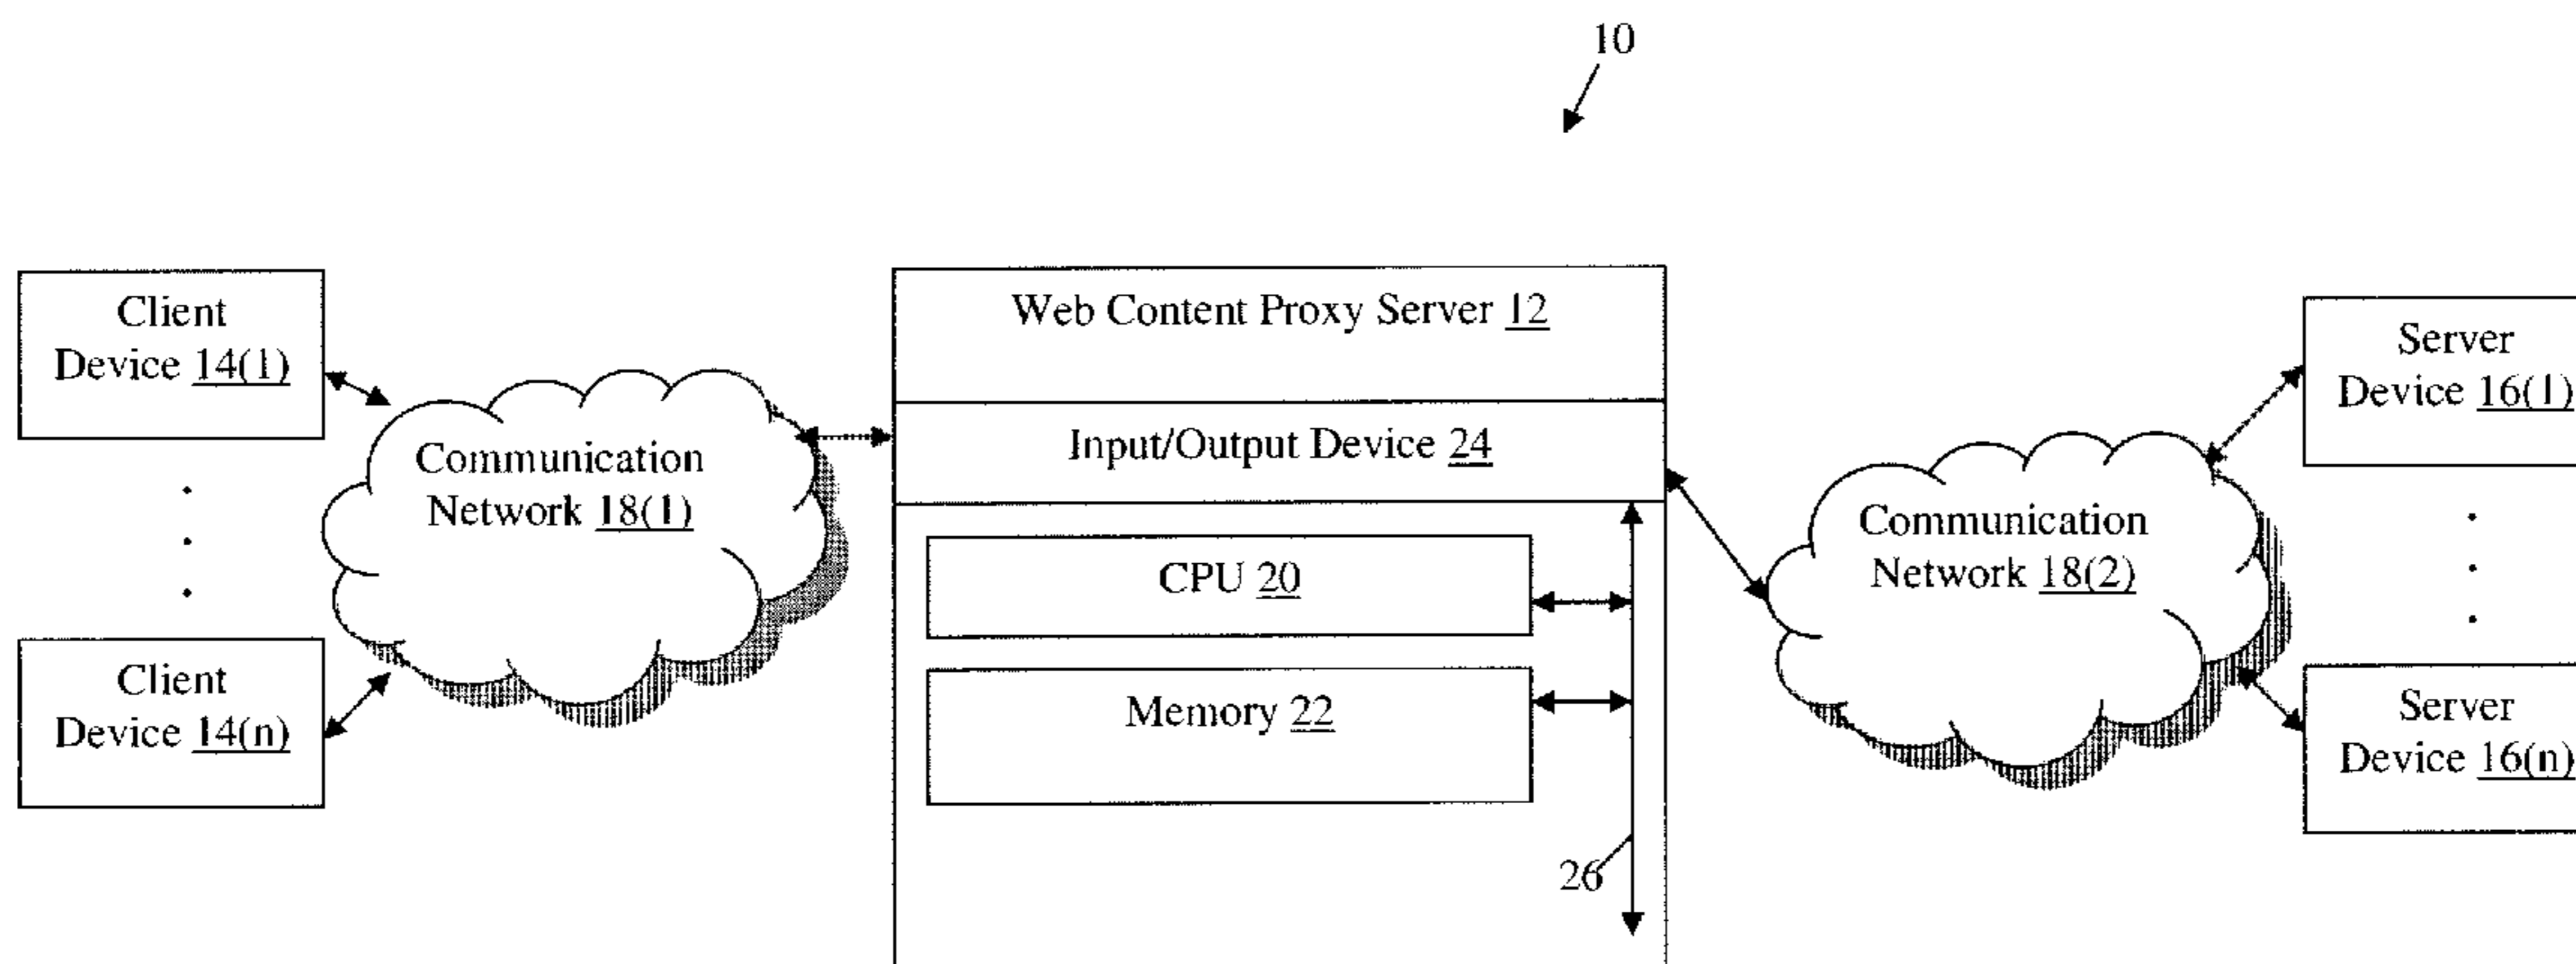 10
Client
Device 14(1)
Communication
Network 18(1)
Client
Device 14(n)
Web Content Proxy Server 12
Input/Output Device 24
CPU 20
Memory 22
26
Communication
Network 18(2)
Server
Device 16(1)
Server
Device 16(n)